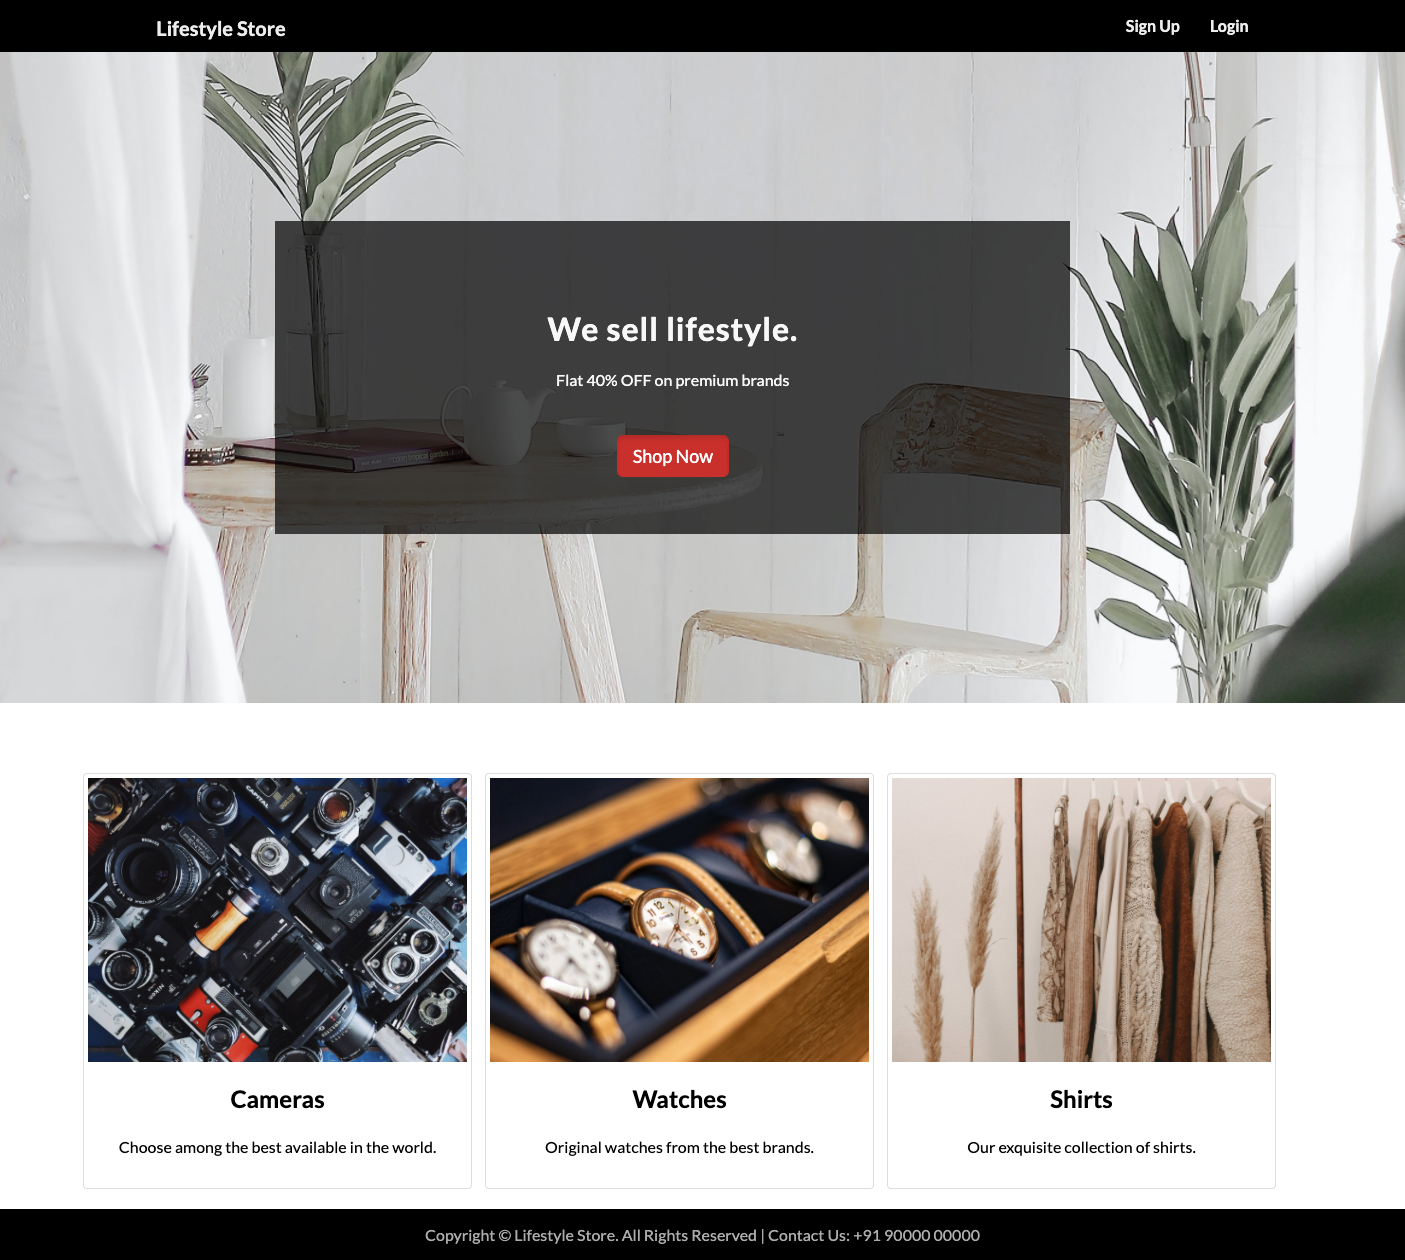 Lifestyle Store
Sign Up Login
We sell lifestyle.
Flat 40% OFF on premium brands
Shop Now
Cameras
Choose among the best available in the world.
Watches
Original watches from the best brands.
Shirts
Our exquisite collection of shirts.
Copyright © Lifestyle Store. All Rights Reserved | Contact Us: +91 90000 00000